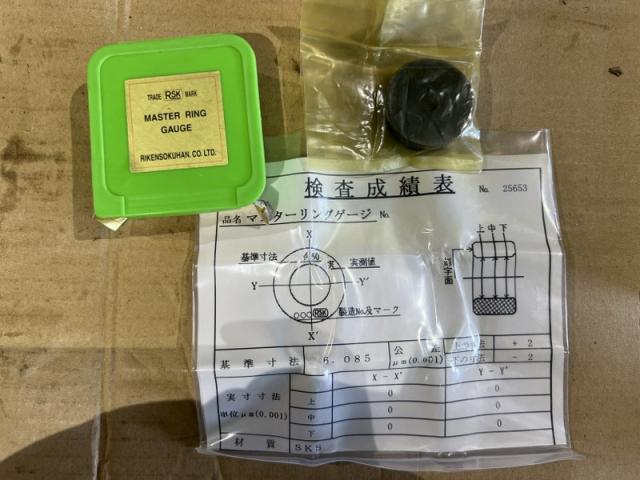 TRADE RSK MARK
MASTER RING
GAUGE
RIKENSOKUHAN.CO.LTD.
検査成績表 No. 25653
品名 マスターリングゲージ No.
X
基準寸法 実測値
Y Y'
RSK 製造No.及マーク
X'
上中下
基準寸法 6.085 公差 上の寸法 +2
μm(0.001) 下の寸法 -2
X-X' Y-Y'
実寸寸法 上 0 0
単位μm(0.001) 中 0 0
下 0 0
材質 SKS